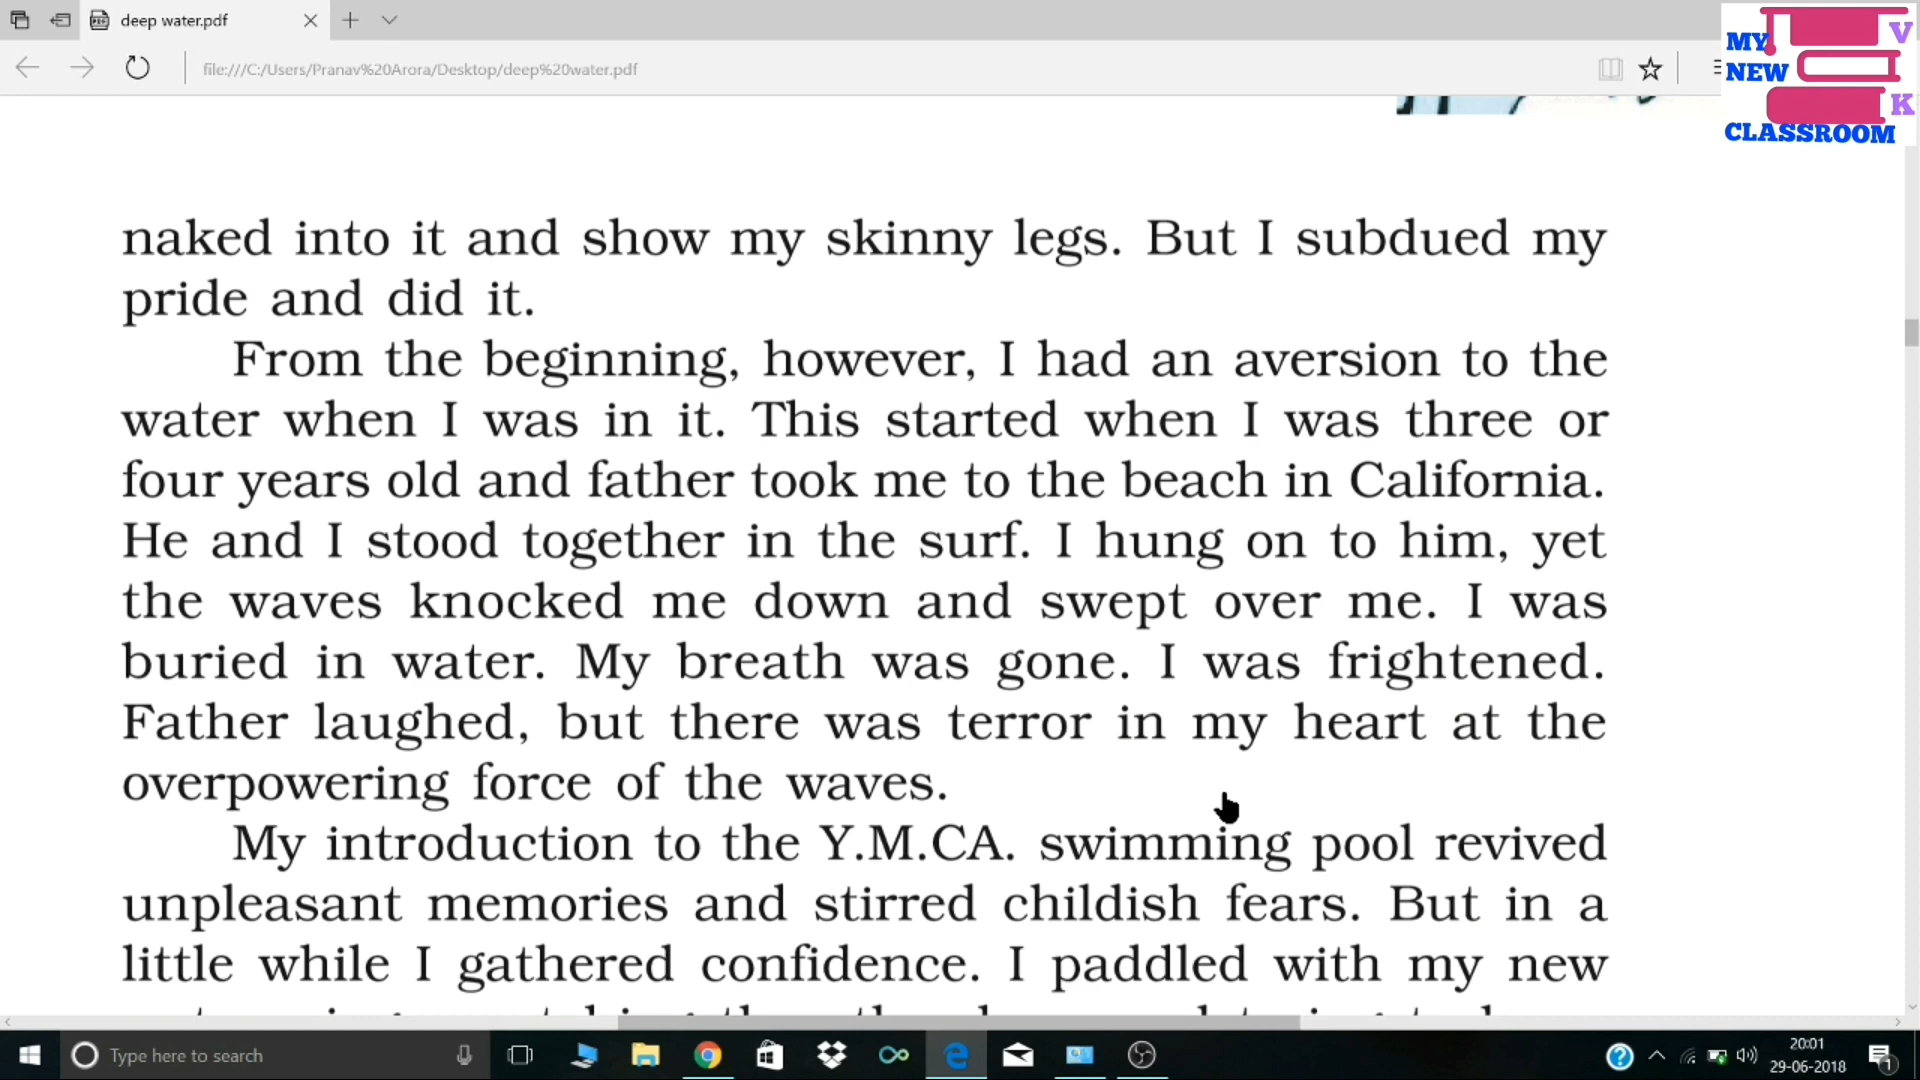 deep water.pdf
file:///C:/Users/Pranav%20Arora/Desktop/deep%20water.pdf
MY
NEW
CLASSROOM
V
K
naked into it and show my skinny legs. But I subdued my
pride and did it.
From the beginning, however, I had an aversion to the
water when I was in it. This started when I was three or
four years old and father took me to the beach in California.
He and I stood together in the surf. I hung on to him, yet
the waves knocked me down and swept over me. I was
buried in water. My breath was gone. I was frightened.
Father laughed, but there was terror in my heart at the
overpowering force of the waves.
My introduction to the Y.M.CA. swimming pool revived
unpleasant memories and stirred childish fears. But in a
little while I gathered confidence. I paddled with my new
Type here to search
20:01
29-06-2018
1